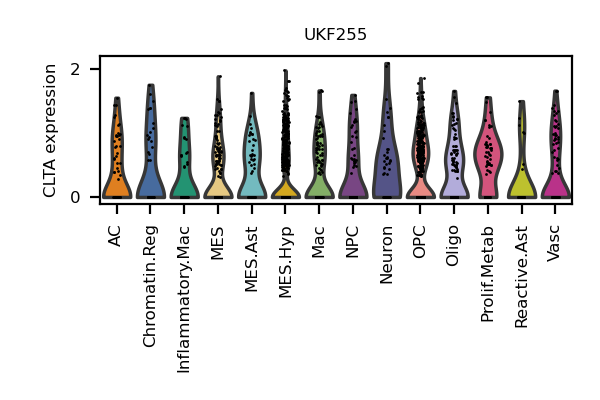 UKF255
CLTA expression
2
0
AC
Chromatin.Reg
Inflammatory.Mac
MES
MES.Ast
MES.Hyp
Mac
NPC
Neuron
OPC
Oligo
Prolif.Metab
Reactive.Ast
Vasc